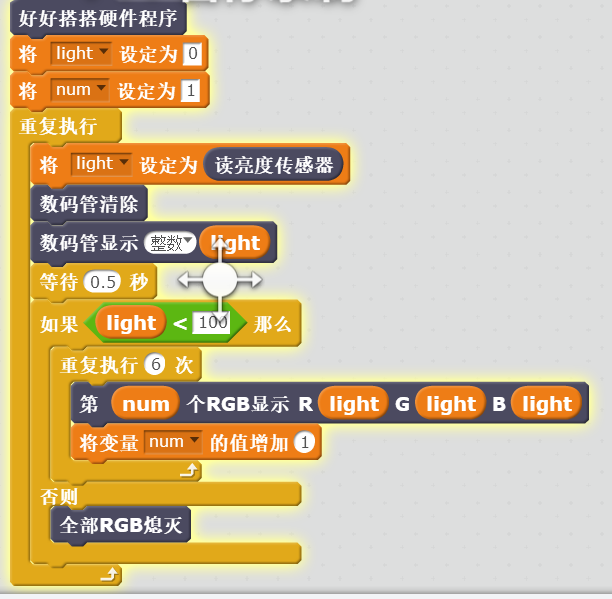 好好搭搭硬件程序
将 light 设定为 0
将 num 设定为 1
重复执行
将 light 设定为 读亮度传感器
数码管清除
数码管显示 整数 light
等待 0.5 秒
如果 light < 100 那么
重复执行 6 次
第 num 个RGB显示 R light G light B light
将变量 num 的值增加 1
否则
全部RGB熄灭